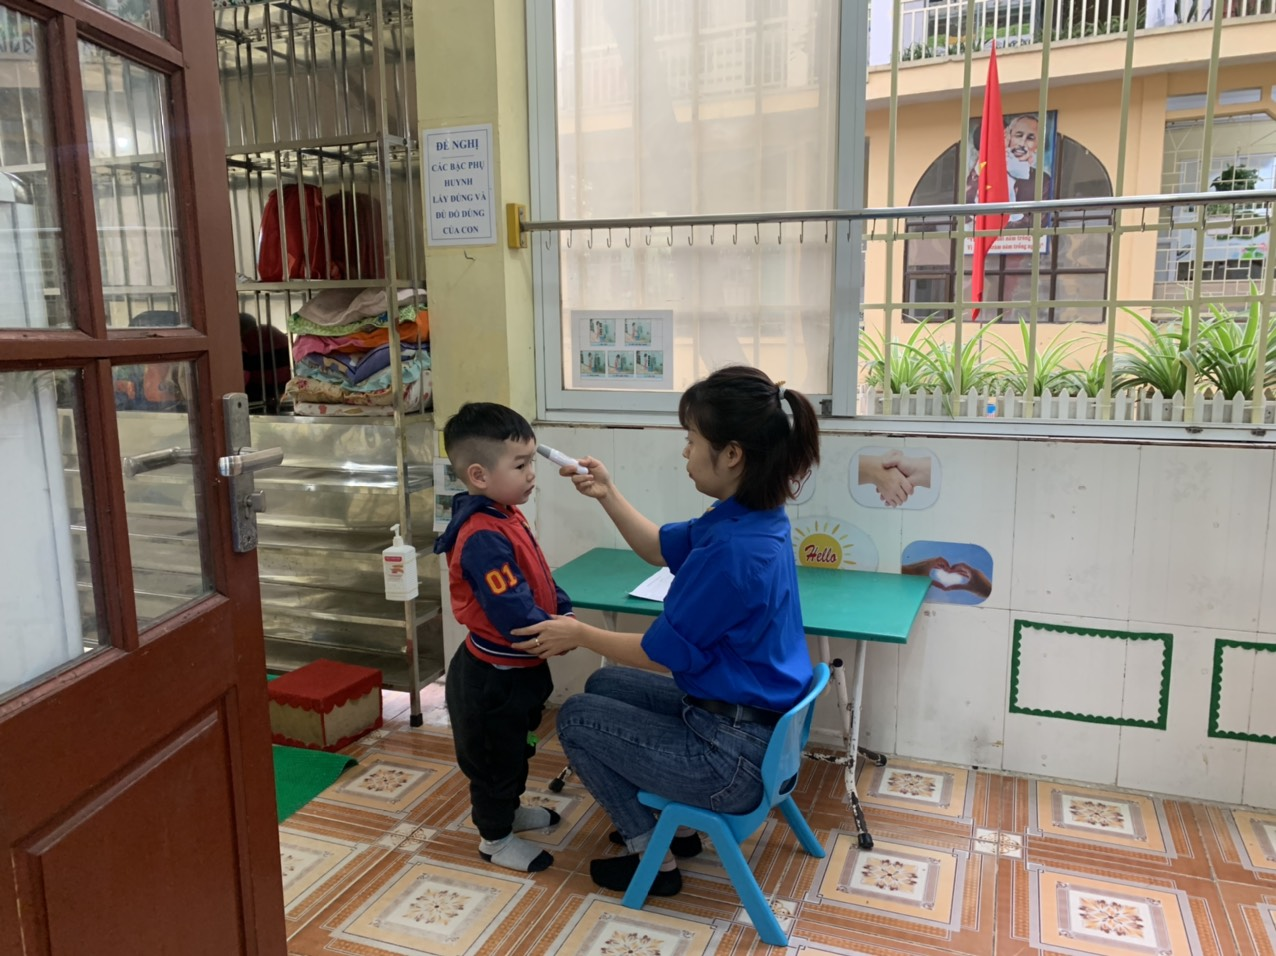 ĐỀ NGHỊ
CÁC BẠC PHỤ
HUYNH
LẤY ĐÚNG VÀ
ĐỦ ĐỒ DÙNG
CỦA CON
01
Hello